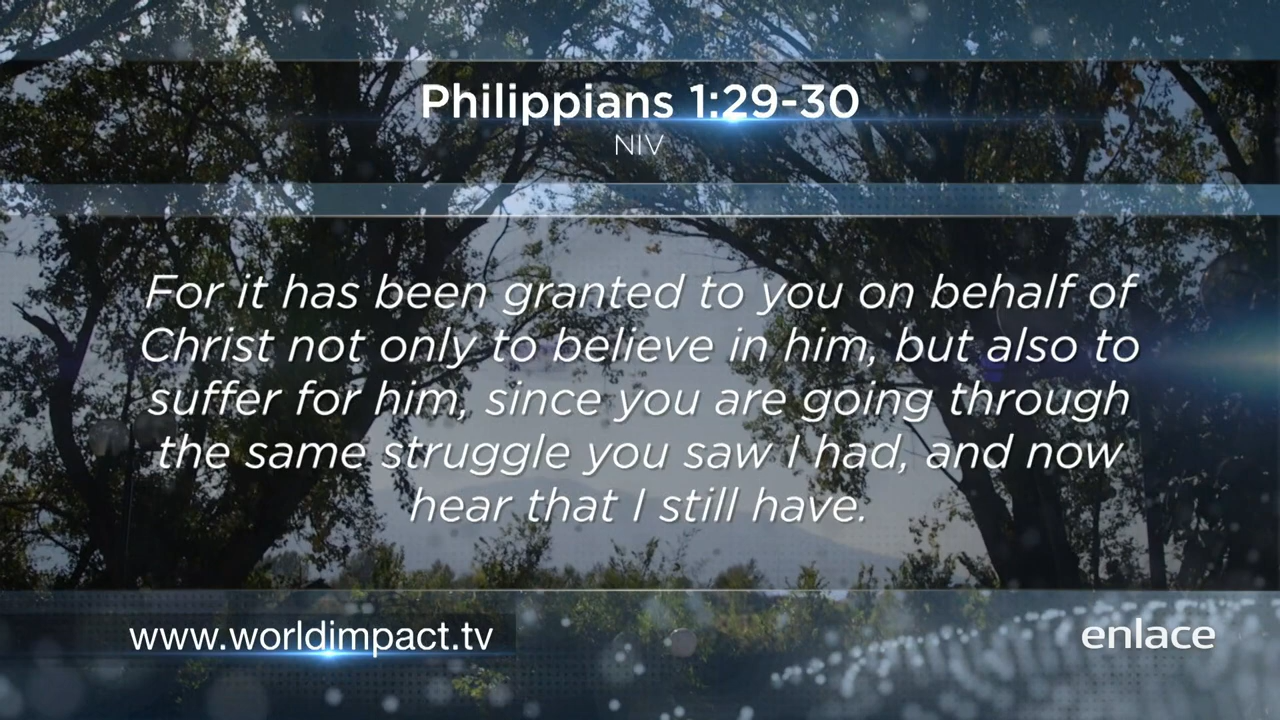 Philippians 1:29-30
NIV
For it has been granted to you on behalf of
Christ not only to believe in him, but also to
suffer for him, since you are going through
the same struggle you saw I had, and now
hear that I still have.
www.worldimpact.tv
enlace